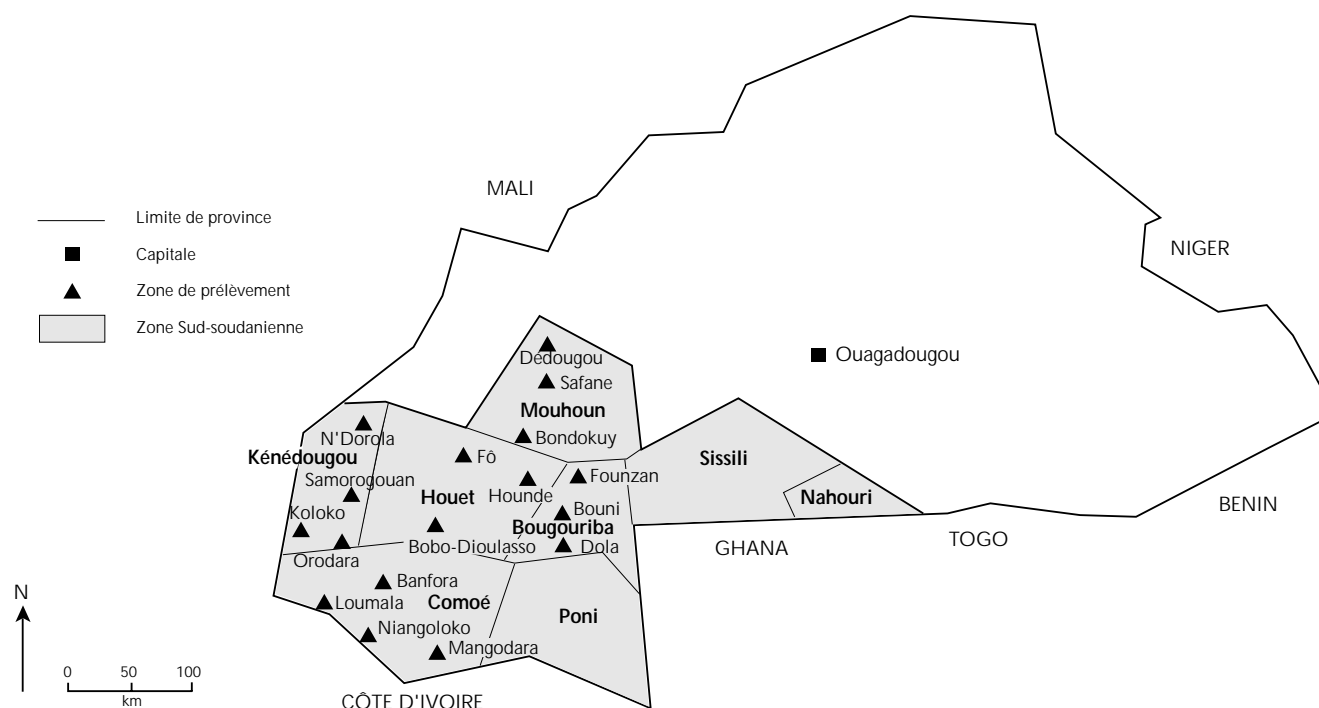 MALI
Limite de province
Capitale
NIGER
Zone de prélèvement
Zone Sud-soudanienne
Ouagadougou
Dédougou
Safane
Mouhoun
N'Dorola
Bondokuy
Kénédougou
Fô
Sissili
Samorogouan
Founzan
Houet
Hounde
Nahouri
Koloko
Bouni
BENIN
Bougouriba
Bobo-Dioulasso
Dola
GHANA
TOGO
Orodara
Banfora
N
Loumala
Comoé
Poni
Niangoloko
Mangodara
0 50 100
km
CÔTE D'IVOIRE